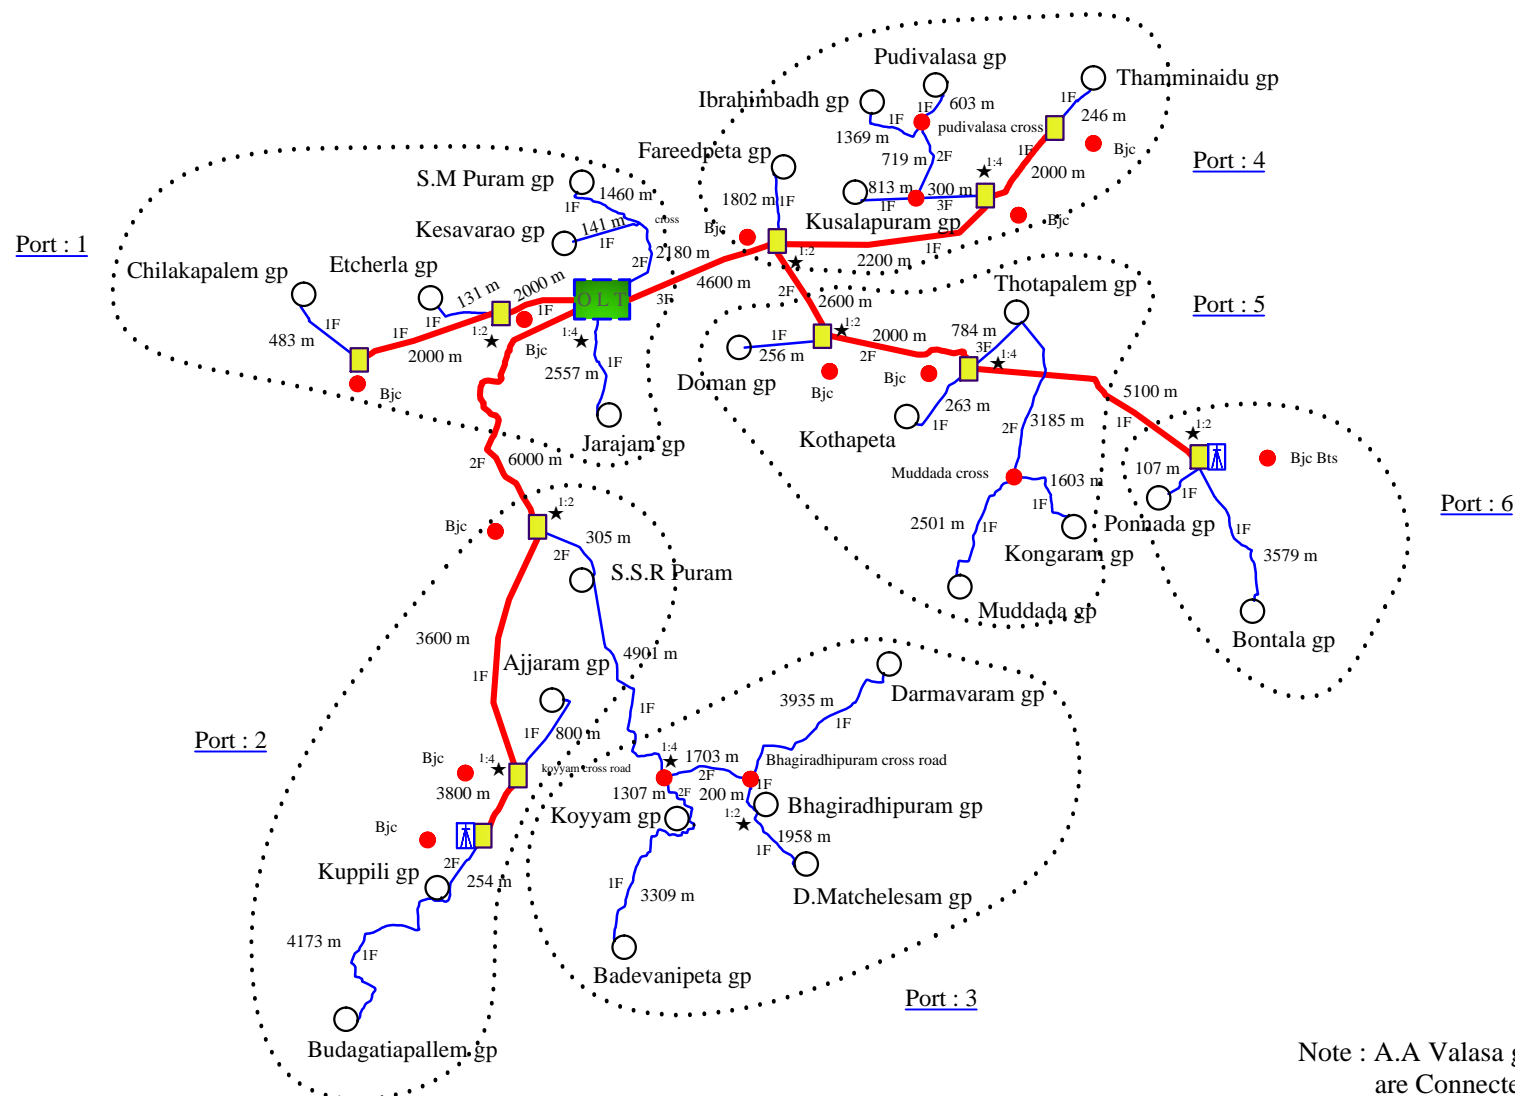 Pudivalasa gp
Thamminaidu gp
Ibrahimbadh gp
1F
603 m
1F
246 m
1F
1369 m
pudivalasa cross
Bjc
Fareedpeta gp
719 m
2F
1:4
1F
2000 m
Port : 4
S.M Puram gp
1460 m
1F
1802 m
1F
813 m
300 m
1F
3F
Kusalapuram gp
Bjc
Kesavarao gp
141 m
1F
cross
Bjc
Port : 1
2180 m
2F
1F
2200 m
1:2
Chilakapalem gp
Etcherla gp
2000 m
4600 m
3F
2F
2600 m
Thotapalem gp
Port : 5
131 m
1F
1F
O L T
1:2
1:4
483 m
1F
1F
2000 m
Bjc
1F
256 m
1:2
2000 m
2F
784 m
3F
1:4
Doman gp
Bjc
Bjc
Bjc
2557 m
1F
5100 m
1F
263 m
1F
Kothapeta
Jarajam gp
3185 m
2F
1:2
Bjc Bts
2F
6000 m
Muddada cross
1603 m
1F
107 m
1F
Ponnada gp
Port : 6
1:2
Bjc
305 m
2F
2501 m
1F
Kongaram gp
1F
3579 m
S.S.R Puram
Muddada gp
Bontala gp
3600 m
1F
Ajjaram gp
4901 m
1F
3935 m
1F
Darmavaram gp
Port : 2
1F
800 m
Bjc
1:4
koyyam cross road
3800 m
1:4
1703 m
2F
Bhagiradhipuram cross road
1307 m
2F
200 m
1F
Koyyam gp
Bhagiradhipuram gp
1:2
Bjc
1958 m
1F
Kuppili gp
2F
254 m
1F
3309 m
D.Matchelesam gp
4173 m
1F
Badevanipeta gp
Port : 3
Budagatiapallem gp
Note : A.A Valasa g
are Connecte